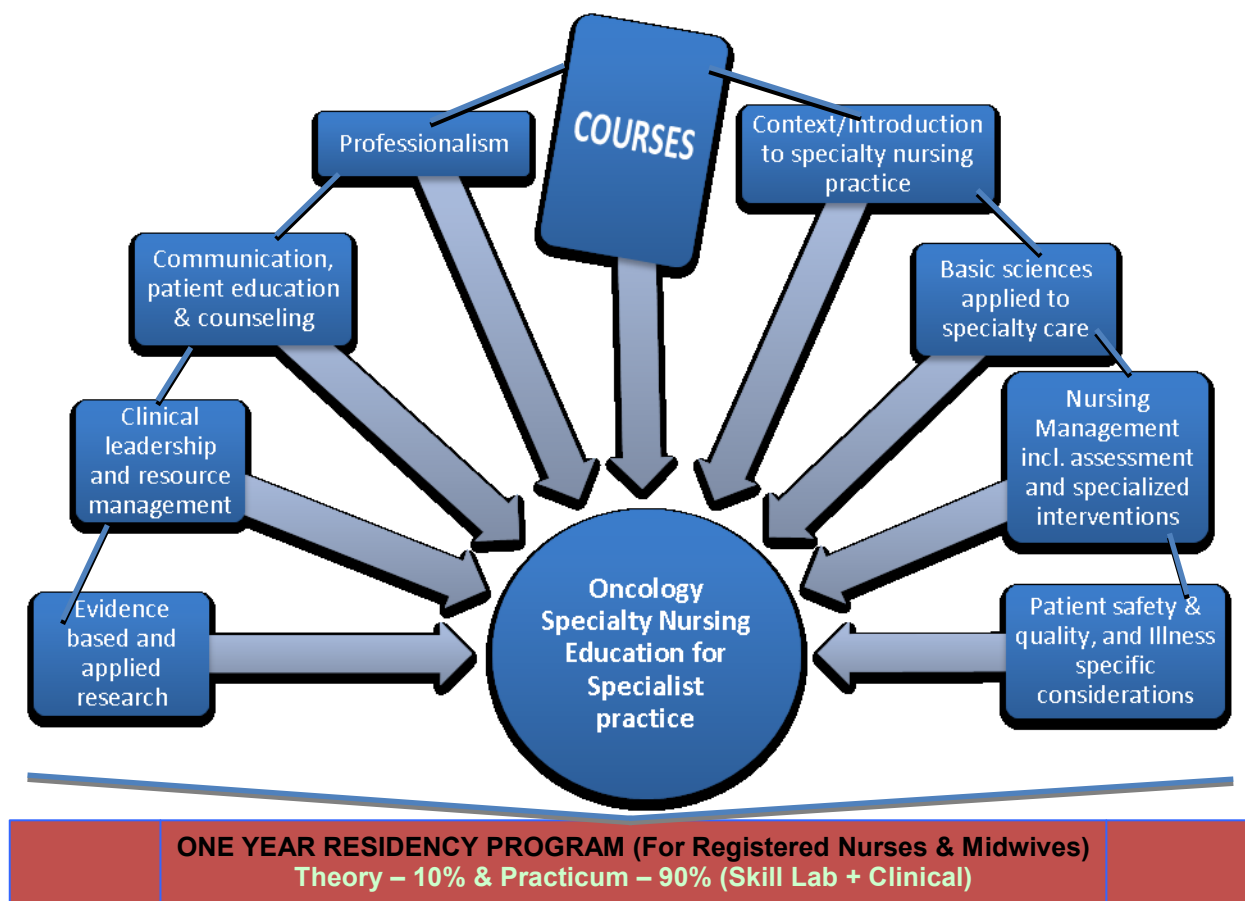 COURSES
Professionalism
Communication,
patient education
& counseling
Clinical
leadership
and resource
management
Evidence
based and
applied
research
Context/introduction
to specialty nursing
practice
Basic sciences
applied to
specialty care
Nursing
Management
incl. assessment
and specialized
interventions
Patient safety &
quality, and Illness
specific
considerations
Oncology
Specialty Nursing
Education for
Specialist
practice
ONE YEAR RESIDENCY PROGRAM (For Registered Nurses & Midwives)
Theory – 10% & Practicum – 90% (Skill Lab + Clinical)